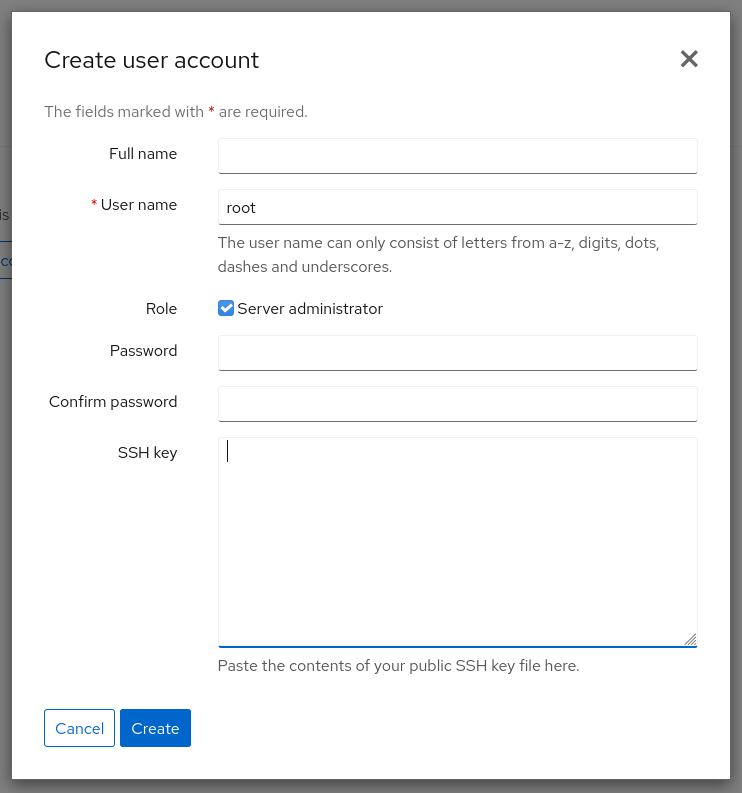 Create user account
The fields marked with * are required.
Full name
* User name
root
The user name can only consist of letters from a-z, digits, dots,
dashes and underscores.
Role
Server administrator
Password
Confirm password
SSH key
Paste the contents of your public SSH key file here.
Cancel
Create